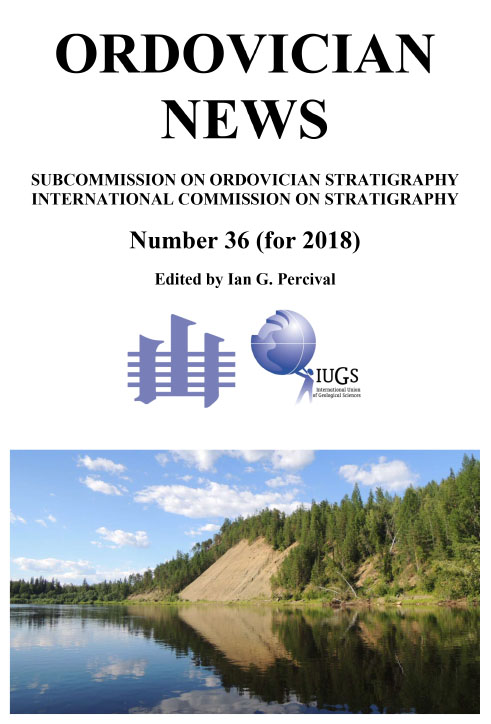 ORDOVICIAN
NEWS
SUBCOMMISSION ON ORDOVICIAN STRATIGRAPHY
INTERNATIONAL COMMISSION ON STRATIGRAPHY
Number 36 (for 2018)
Edited by Ian G. Percival
IUGS
International Union
of Geological Sciences